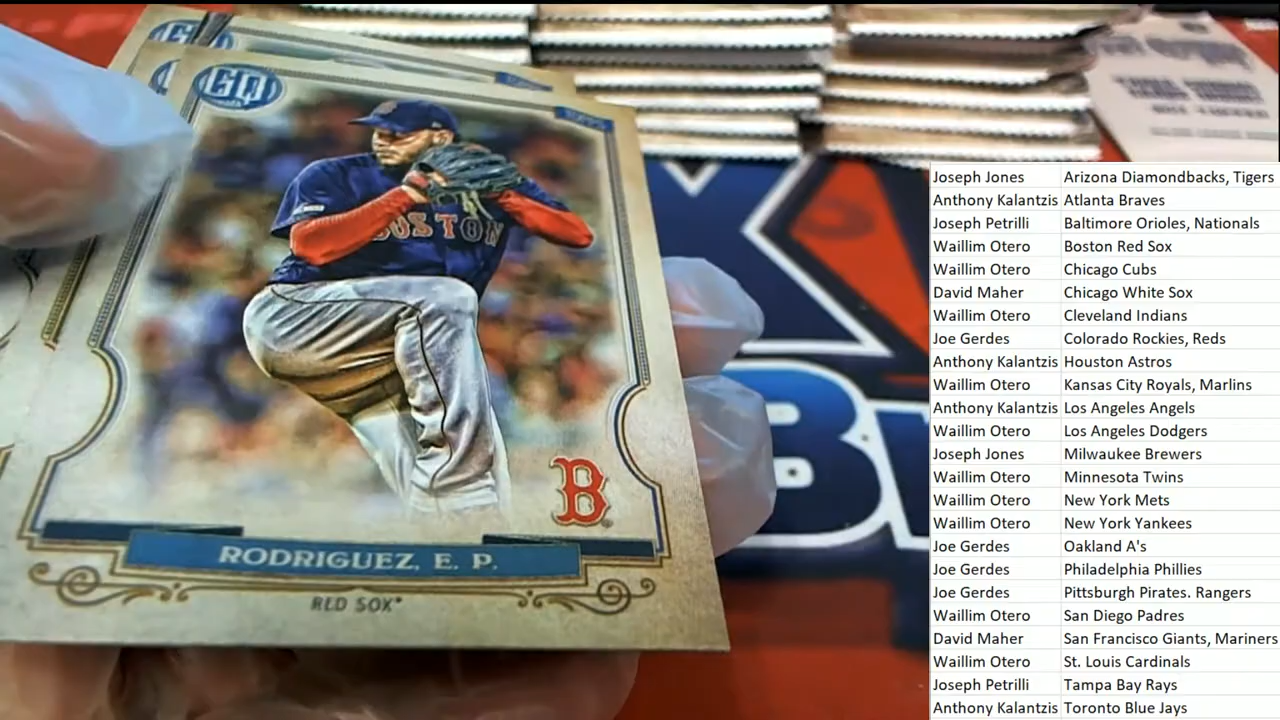 GQ
BOSTON
B
RODRIGUEZ, E. P.
RED SOX
Joseph Jones Arizona Diamondbacks, Tigers
Anthony Kalantzis Atlanta Braves
Joseph Petrilli Baltimore Orioles, Nationals
Waillim Otero Boston Red Sox
Waillim Otero Chicago Cubs
David Maher Chicago White Sox
Waillim Otero Cleveland Indians
Joe Gerdes Colorado Rockies, Reds
Anthony Kalantzis Houston Astros
Waillim Otero Kansas City Royals, Marlins
Anthony Kalantzis Los Angeles Angels
Waillim Otero Los Angeles Dodgers
Joseph Jones Milwaukee Brewers
Waillim Otero Minnesota Twins
Waillim Otero New York Mets
Waillim Otero New York Yankees
Joe Gerdes Oakland A's
Joe Gerdes Philadelphia Phillies
Joe Gerdes Pittsburgh Pirates. Rangers
Waillim Otero San Diego Padres
David Maher San Francisco Giants, Mariners
Waillim Otero St. Louis Cardinals
Joseph Petrilli Tampa Bay Rays
Anthony Kalantzis Toronto Blue Jays